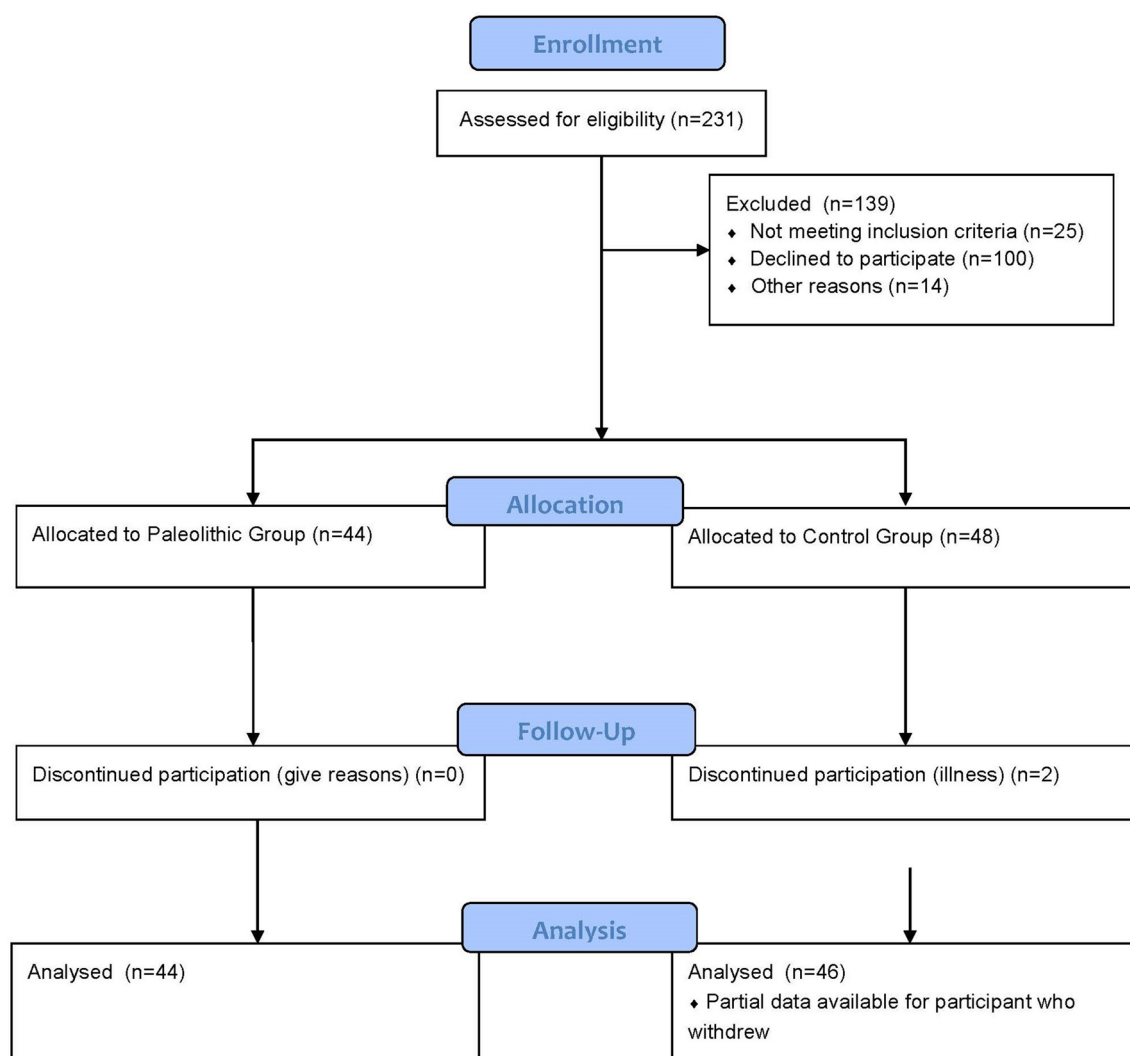 Enrollment
Assessed for eligibility (n=231)
Excluded (n=139)
♦ Not meeting inclusion criteria (n=25)
♦ Declined to participate (n=100)
♦ Other reasons (n=14)
Allocation
Allocated to Paleolithic Group (n=44)
Allocated to Control Group (n=48)
Follow-Up
Discontinued participation (give reasons) (n=0)
Discontinued participation (illness) (n=2)
Analysis
Analysed (n=44)
Analysed (n=46)
♦ Partial data available for participant who
withdrew